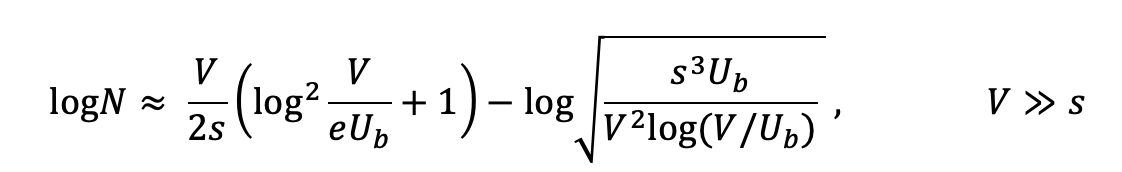 logN ≈ V/2s (log² V/eU_b + 1) − log √(s³U_b / V²log(V/U_b)) , V ≫ s